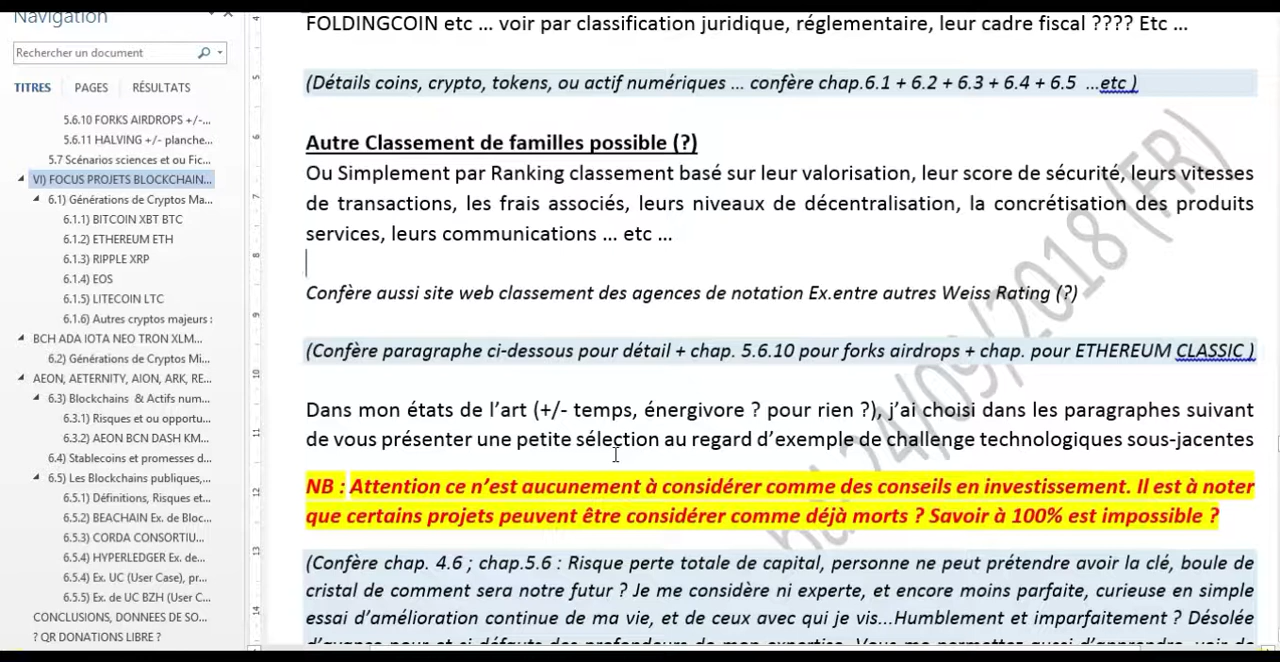 Navigation
Rechercher un document
TITRES PAGES RÉSULTATS
5.6.10 FORKS AIRDROPS +/-...
5.6.11 HALVING +/- planche...
5.7 Scénarios sciences et ou Fic...
VI) FOCUS PROJETS BLOCKCHAIN...
6.1) Générations de Cryptos Ma...
6.1.1) BITCOIN XBT BTC
6.1.2) ETHEREUM ETH
6.1.3) RIPPLE XRP
6.1.4) EOS
6.1.5) LITECOIN LTC
6.1.6) Autres cryptos majeurs :
BCH ADA IOTA NEO TRON XLM...
6.2) Générations de Cryptos Mi...
AEON, AETERNITY, AION, ARK, RE...
6.3) Blockchains & Actifs num...
6.3.1) Risques et ou opportu...
6.3.2) AEON BCN DASH KM...
6.4) Stablecoins et promesses d...
6.5) Les Blockchains publiques,...
6.5.1) Définitions, Risques et...
6.5.2) BEACHAIN Ex. de Bloc...
6.5.3) CORDA CONSORTIU...
6.5.4) HYPERLEDGER Ex. de...
6.5.4) Ex. UC (User Case), pr...
6.5.5) Ex. de UC BZH (User C...
CONCLUSIONS, DONNEES DE SO...
? QR DONATIONS LIBRE ?
4
5
6
7
8
9
10
11
12
13
14
FOLDINGCOIN etc ... voir par classification juridique, réglementaire, leur cadre fiscal ???? Etc ...
(Détails coins, crypto, tokens, ou actif numériques ... confère chap.6.1 + 6.2 + 6.3 + 6.4 + 6.5 ...etc )
Autre Classement de familles possible (?)
Ou Simplement par Ranking classement basé sur leur valorisation, leur score de sécurité, leurs vitesses
de transactions, les frais associés, leurs niveaux de décentralisation, la concrétisation des produits
services, leurs communications ... etc ...
Confère aussi site web classement des agences de notation Ex.entre autres Weiss Rating (?)
(Confère paragraphe ci-dessous pour détail + chap. 5.6.10 pour forks airdrops + chap. pour ETHEREUM CLASSIC )
Dans mon états de l'art (+/- temps, énergivore ? pour rien ?), j'ai choisi dans les paragraphes suivant
de vous présenter une petite sélection au regard d'exemple de challenge technologiques sous-jacentes
NB : Attention ce n'est aucunement à considérer comme des conseils en investissement. Il est à noter
que certains projets peuvent être considérer comme déjà morts ? Savoir à 100% est impossible ?
(Confère chap. 4.6 ; chap.5.6 : Risque perte totale de capital, personne ne peut prétendre avoir la clé, boule de
cristal de comment sera notre futur ? Je me considère ni experte, et encore moins parfaite, curieuse en simple
essai d'amélioration continue de ma vie, et de ceux avec qui je vis...Humblement et imparfaitement ? Désolée
24/09/2018 (FR)